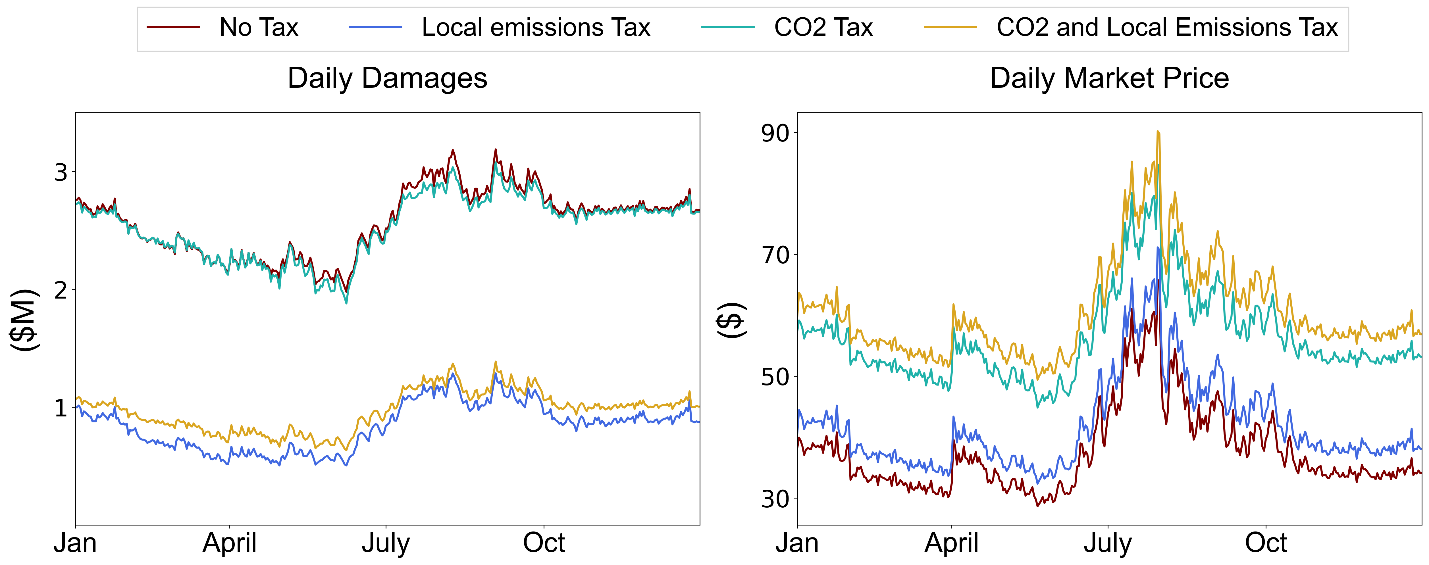 No Tax Local emissions Tax CO2 Tax CO2 and Local Emissions Tax
Daily Damages
($M)
3
2
1
Jan April July Oct
Daily Market Price
($)
90
70
50
30
Jan April July Oct